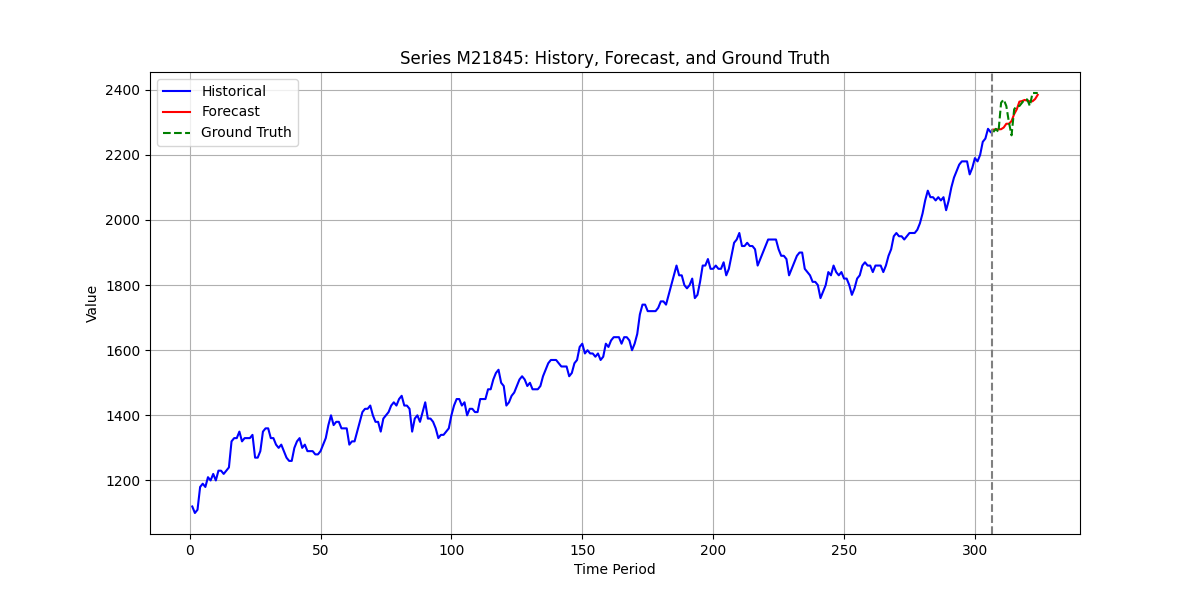 Series M21845: History, Forecast, and Ground Truth
Historical
Forecast
Ground Truth
2400
2200
2000
1800
1600
1400
1200
Value
0 50 100 150 200 250 300
Time Period